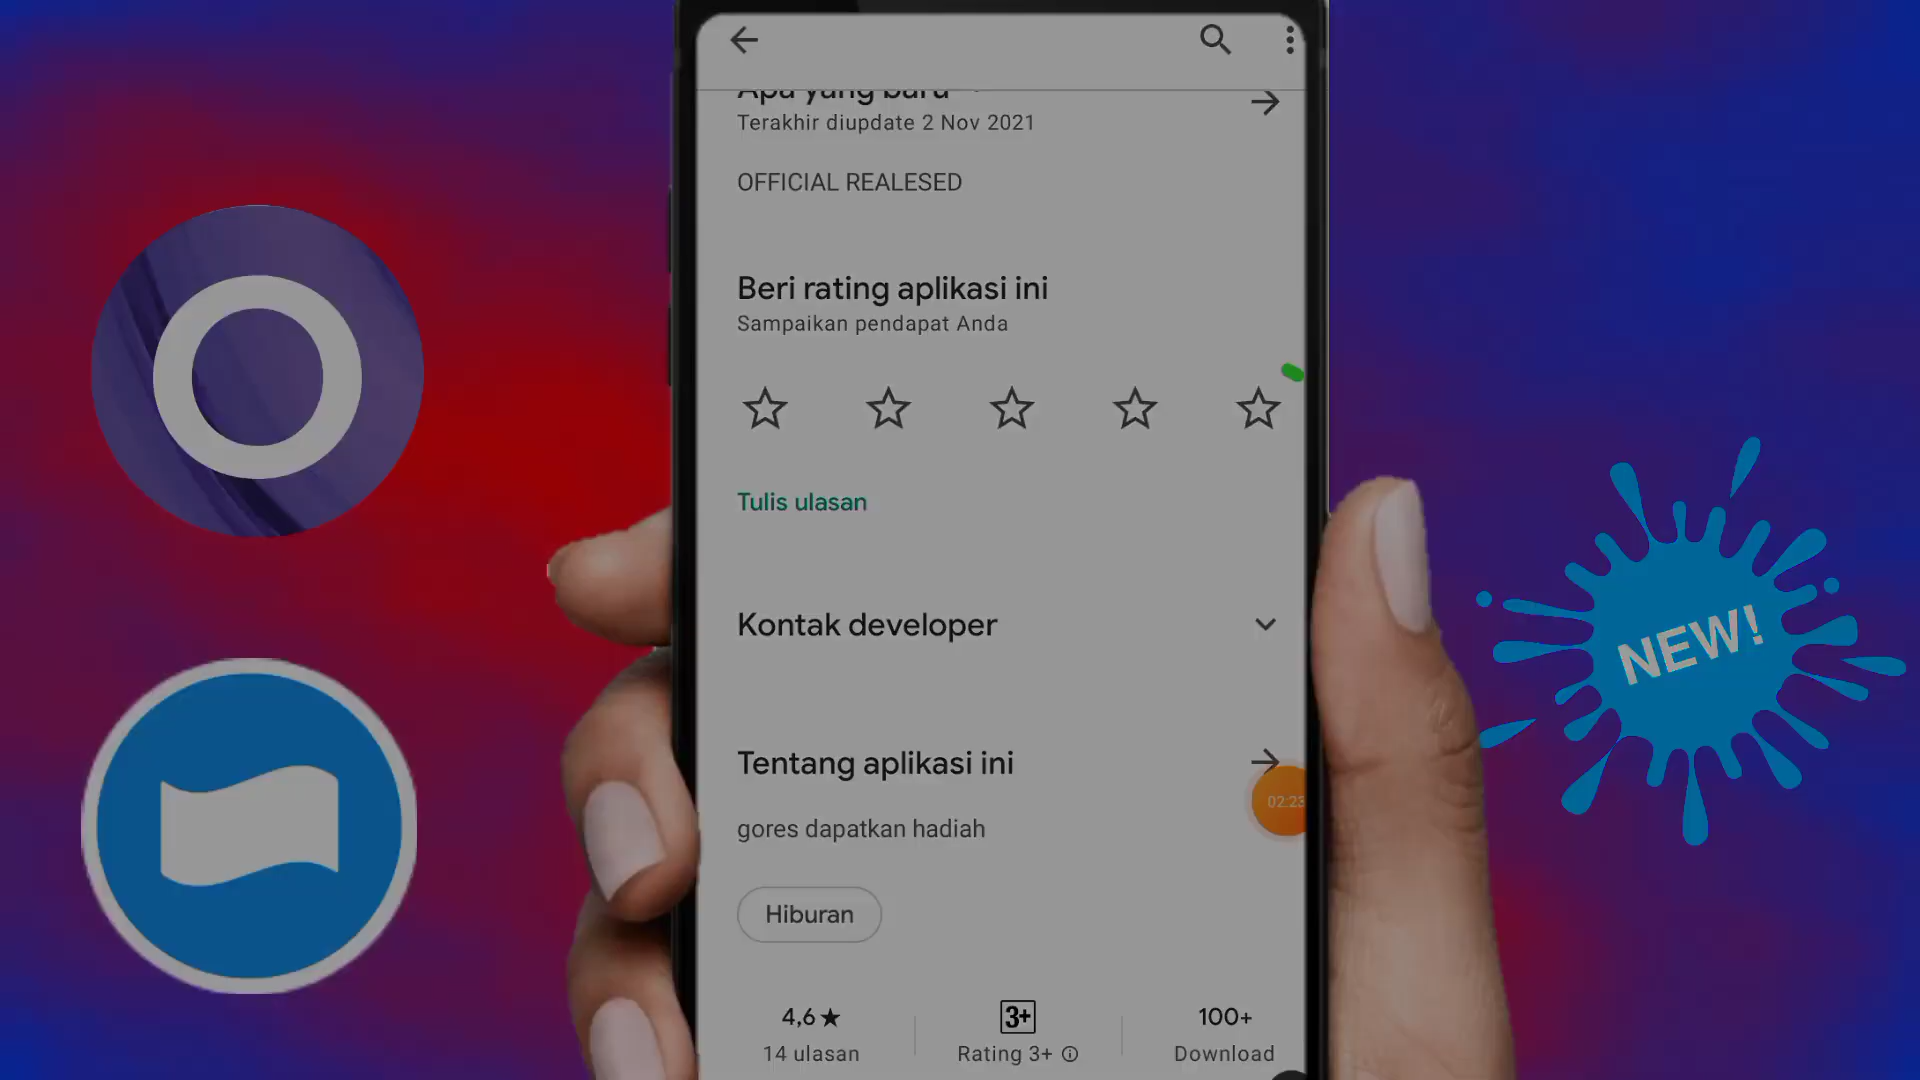 Apa yang baru
Terakhir diupdate 2 Nov 2021
OFFICIAL REALESED
Beri rating aplikasi ini
Sampaikan pendapat Anda
Tulis ulasan
Kontak developer
Tentang aplikasi ini
02:23
gores dapatkan hadiah
Hiburan
4,6★
14 ulasan
3+
Rating 3+
100+
Download
NEW!